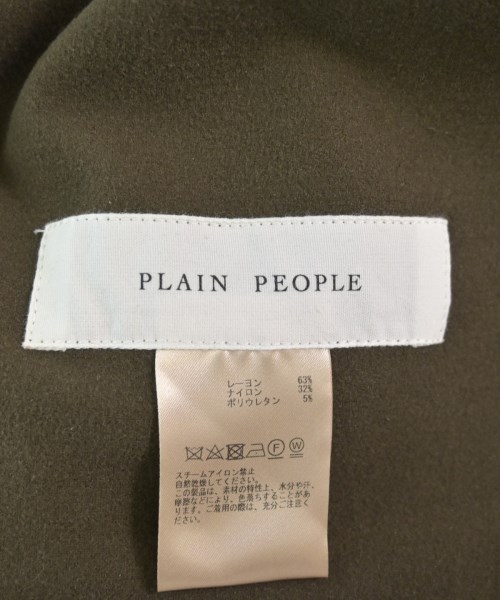 PLAIN PEOPLE
レーヨン 63%
ナイロン 32%
ポリウレタン 5%
F W
スチームアイロン禁止
自然乾燥してください。
この製品は、素材の特性上、水分や汗、
摩擦などにより、色落ちすることがあ
ります。ご着用の際は、充分ご注意く
ださい。